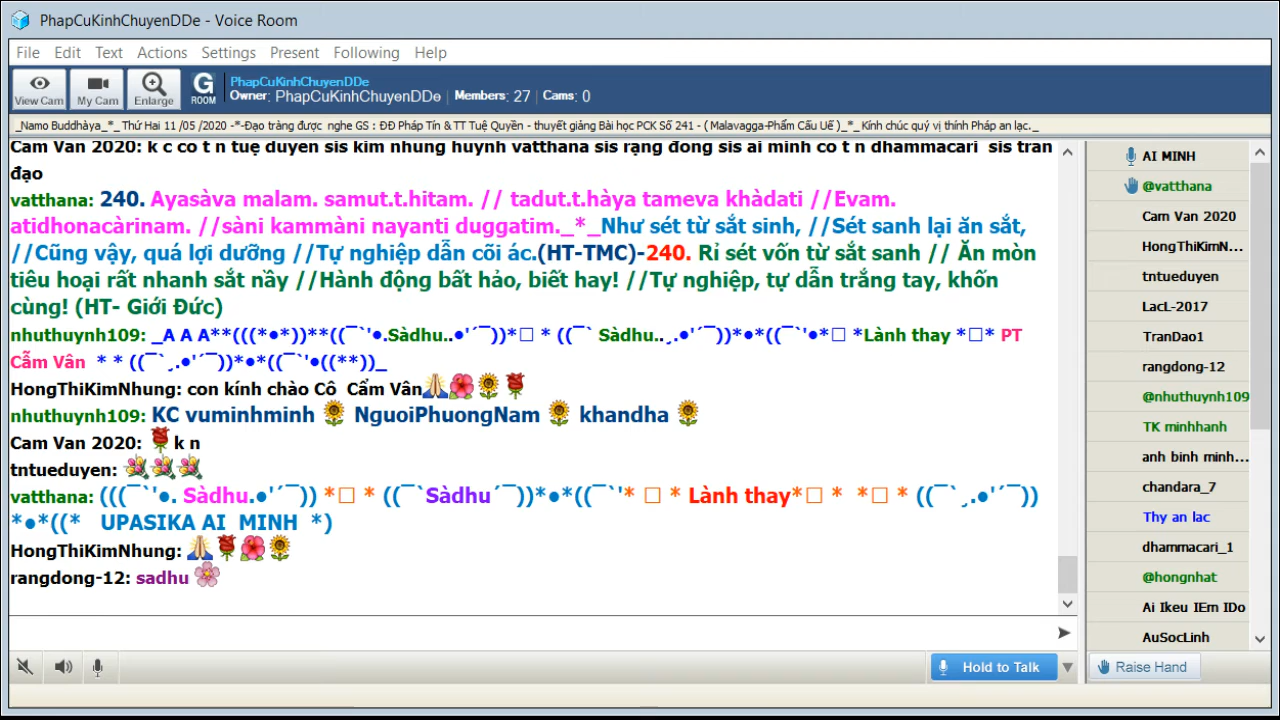 PhapCuKinhChuyenDDe - Voice Room
File Edit Text Actions Settings Present Following Help
View Cam My Cam Enlarge G ROOM
PhapCuKinhChuyenDDe
Owner: PhapCuKinhChuyenDDe Members: 27 Cams: 0
_Namo Buddhàya_*_ Thứ Hai 11 /05 /2020 -*-Đạo tràng được nghe GS : ĐĐ Pháp Tín & TT Tuệ Quyền - thuyết giảng Bài học PCK Số 241 - ( Malavagga-Phẩm Cấu Uế )_*_ Kính chúc quý vị thính Pháp an lạc._
Cam Van 2020: k c cô t n tuệ duyên sis kim nhung huynh vatthana sis rạng đông sis ai minh cô t n dhammacari sis trần
đạo
vatthana: 240. Ayasàva malam. samut.t.hitam. // tadut.t.hàya tameva khàdati //Evam.
atidhonacàrinam. //sàni kammàni nayanti duggatim._*_Như sét từ sắt sinh, //Sét sanh lại ăn sắt,
//Cũng vậy, quá lợi dưỡng //Tự nghiệp dẫn cõi ác.(HT-TMC)-240. Rỉ sét vốn từ sắt sanh // Ăn mòn
tiêu hoại rất nhanh sắt nầy //Hành động bất hảo, biết hay! //Tự nghiệp, tự dẫn trắng tay, khốn
cùng! (HT- Giới Đức)
nhuthuynh109: _A A A**(((*•*))**((¯`'•.Sàdhu..•'´¯))*□ * ((¯` Sàdhu..¸.•'´¯))*•*((¯`'•*□ *Lành thay *□* PT
Cẫm Vân * * ((¯`¸.•'´¯))*•*((¯`'•((**))_
HongThiKimNhung: con kính chào Cô Cẩm Vân🙏🌺🌻🌹
nhuthuynh109: KC vuminhminh 🌻 NguoiPhuongNam 🌻 khandha 🌻
Cam Van 2020: 🌹k n
tntueduyen: 💐💐💐
vatthana: (((¯`'•. Sàdhu.•'´¯)) *□ * ((¯`Sàdhu´¯))*•*((¯`'* □ * Lành thay*□ * *□ * ((¯`¸.•'´¯))
*•*((* UPASIKA AI MINH *)
HongThiKimNhung: 🙏🌹🌺🌻
rangdong-12: sadhu 🌸
Hold to Talk
AI MINH
@vatthana
Cam Van 2020
HongThiKimN...
tntueduyen
LacL-2017
TranDao1
rangdong-12
@nhuthuynh109
TK minhhanh
anh binh minh...
chandara_7
Thy an lac
dhammacari_1
@hongnhat
Ai Ikeu IEm IDo
AuSocLinh
Raise Hand